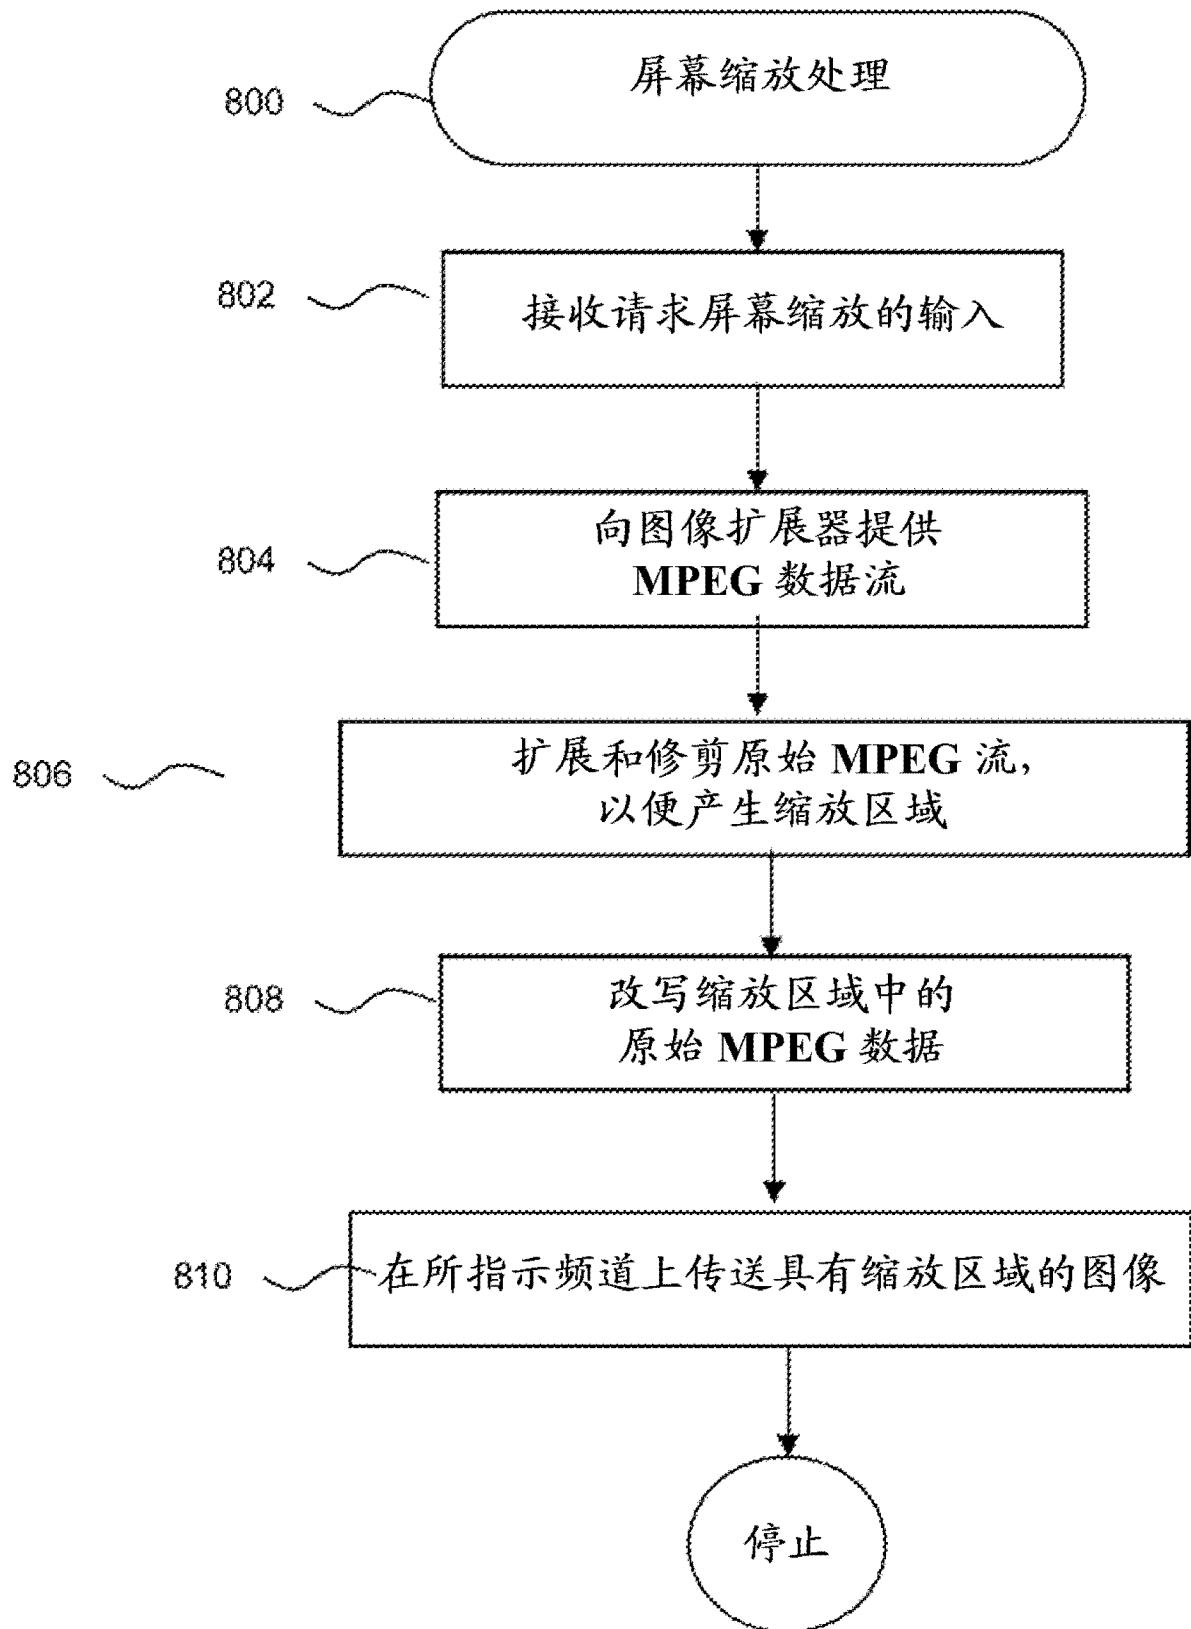 800
屏幕缩放处理
802
接收请求屏幕缩放的输入
804
向图像扩展器提供
MPEG 数据流
806
扩展和修剪原始 MPEG 流,
以便产生缩放区域
808
改写缩放区域中的
原始 MPEG 数据
810
在所指示频道上传送具有缩放区域的图像
停止